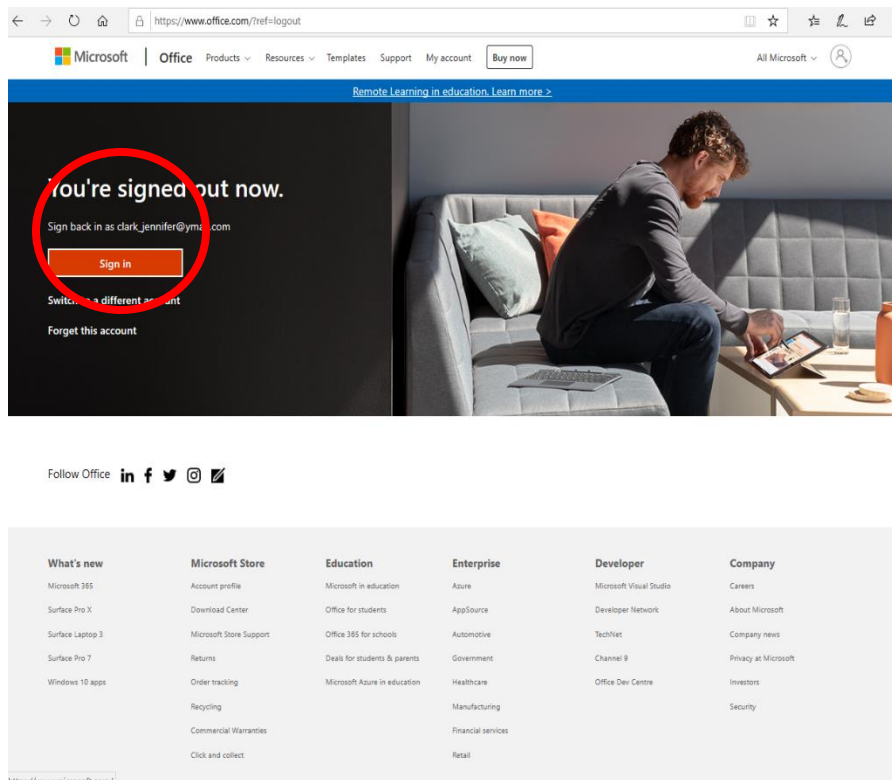 https://www.office.com/?ref=logout
Microsoft Office Products Resources Templates Support My account Buy now All Microsoft
Remote Learning in education. Learn more >
You're signed out now.
Sign back in as
Sign in
a different
Forget this account
Follow Office
What's new
Microsoft 365
Surface Pro X
Surface Laptop 3
Surface Pro 7
Windows 10 apps
Microsoft Store
Account profile
Download Center
Microsoft Store Support
Returns
Order tracking
Recycling
Commercial Warranties
Click and collect
Education
Microsoft in education
Office for students
Office 365 for schools
Deals for students & parents
Microsoft Azure in education
Enterprise
Azure
AppSource
Automotive
Government
Healthcare
Manufacturing
Financial services
Retail
Developer
Microsoft Visual Studio
Developer Network
TechNet
Channel 9
Office Dev Centre
Company
Careers
About Microsoft
Company news
Privacy at Microsoft
Investors
Security